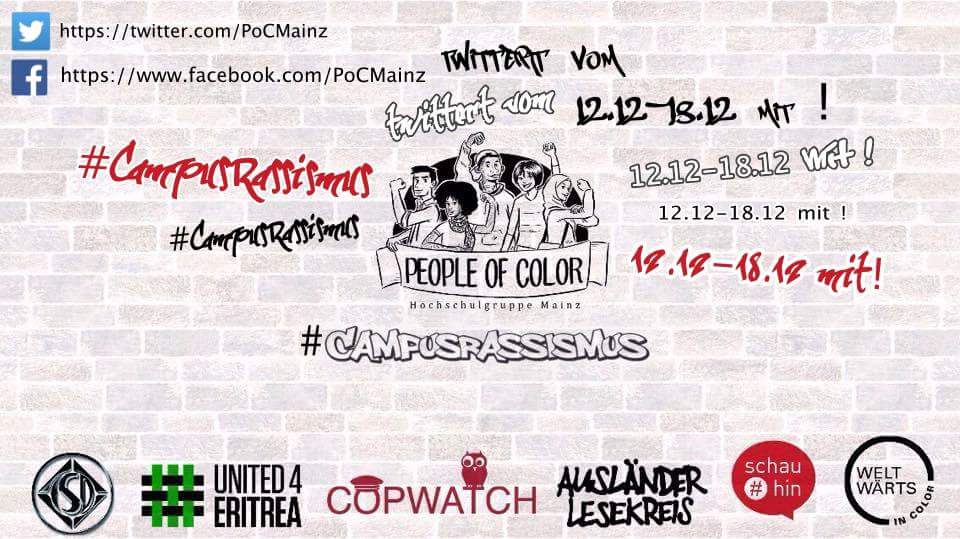 https://twitter.com/PoCMainz
https://www.facebook.com/PoCMainz
TWITTERT VOM
twittert vom
12.12-18.12 MIT !
12.12-18.12 mit !
12.12-18.12 mit !
12.12-18.12 mit!
#CampusRassismus
#CampusRassismus
PEOPLE OF COLOR
Hochschulgruppe Mainz
#CAMPUSRASSISMUS
ISD
UNITED 4
ERITREA
COPWATCH
AUSLÄNDER
LESEKREIS
schau
#hin
WELT
WÄRTS
IN COLOR